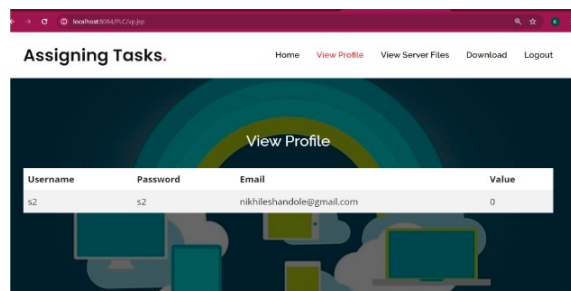 localhost:8084/PLC/vp.jsp
Assigning Tasks.
Home View Profile View Server Files Download Logout
View Profile
Username Password Email Value
s2 s2 nikhileshandole@gmail.com 0